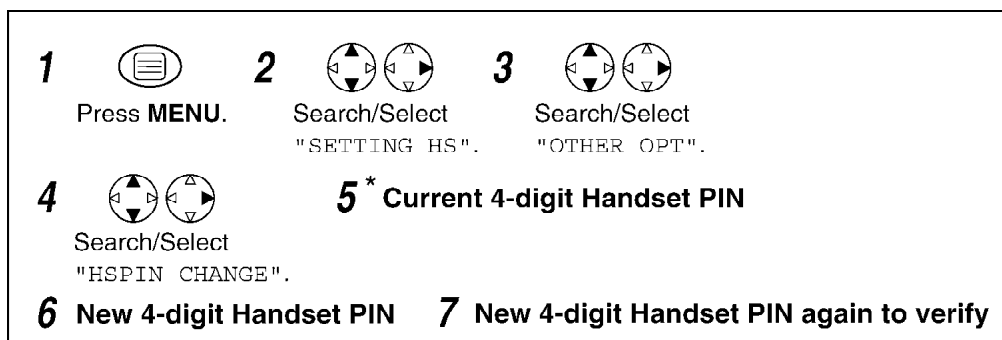 1 2 3
Press MENU. Search/Select Search/Select
"SETTING HS". "OTHER OPT".
4 5* Current 4-digit Handset PIN
Search/Select
"HSPIN CHANGE".
6 New 4-digit Handset PIN 7 New 4-digit Handset PIN again to verify